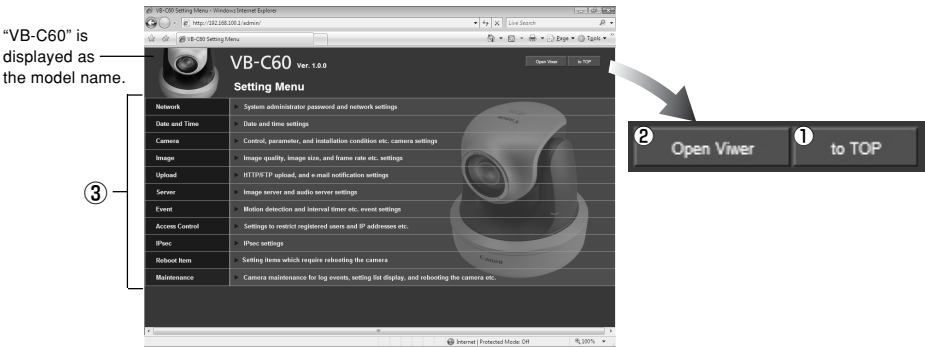 "VB-C60" is
displayed as
the model name.
VB-C60 Setting Menu - Windows Internet Explorer
http://192.168.100.1/admin/
Live Search
VB-C60 Setting Menu
Page
Tools
VB-C60 Ver. 1.0.0
Open Viwer
to TOP
Setting Menu
Network
System administrator password and network settings
Date and Time
Date and time settings
Camera
Control, parameter, and installation condition etc. camera settings
Image
Image quality, image size, and frame rate etc. settings
Upload
HTTP/FTP upload, and e-mail notification settings
Server
Image server and audio server settings
Event
Motion detection and interval timer etc. event settings
Access Control
Settings to restrict registered users and IP addresses etc.
IPsec
IPsec settings
Reboot Item
Setting items which require rebooting the camera
Maintenance
Camera maintenance for log events, setting list display, and rebooting the camera etc.
Canon
Internet | Protected Mode: Off
100%
③
② Open Viwer
① to TOP